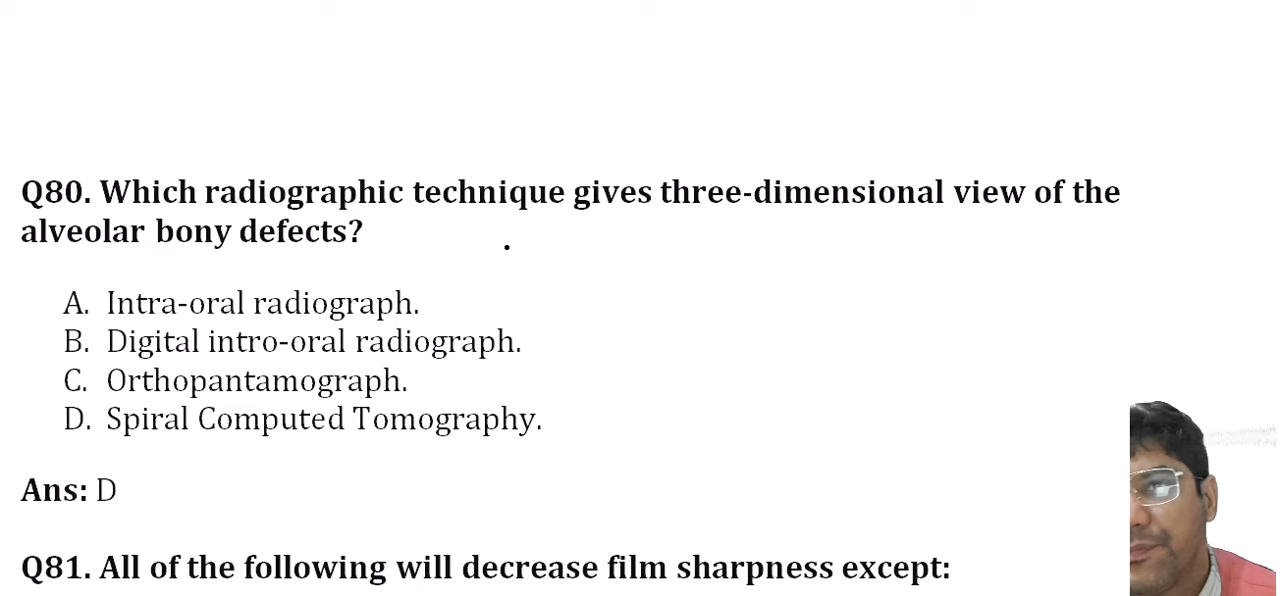 Q80. Which radiographic technique gives three-dimensional view of the
alveolar bony defects?
A. Intra-oral radiograph.
B. Digital intro-oral radiograph.
C. Orthopantamograph.
D. Spiral Computed Tomography.
Ans: D
Q81. All of the following will decrease film sharpness except: